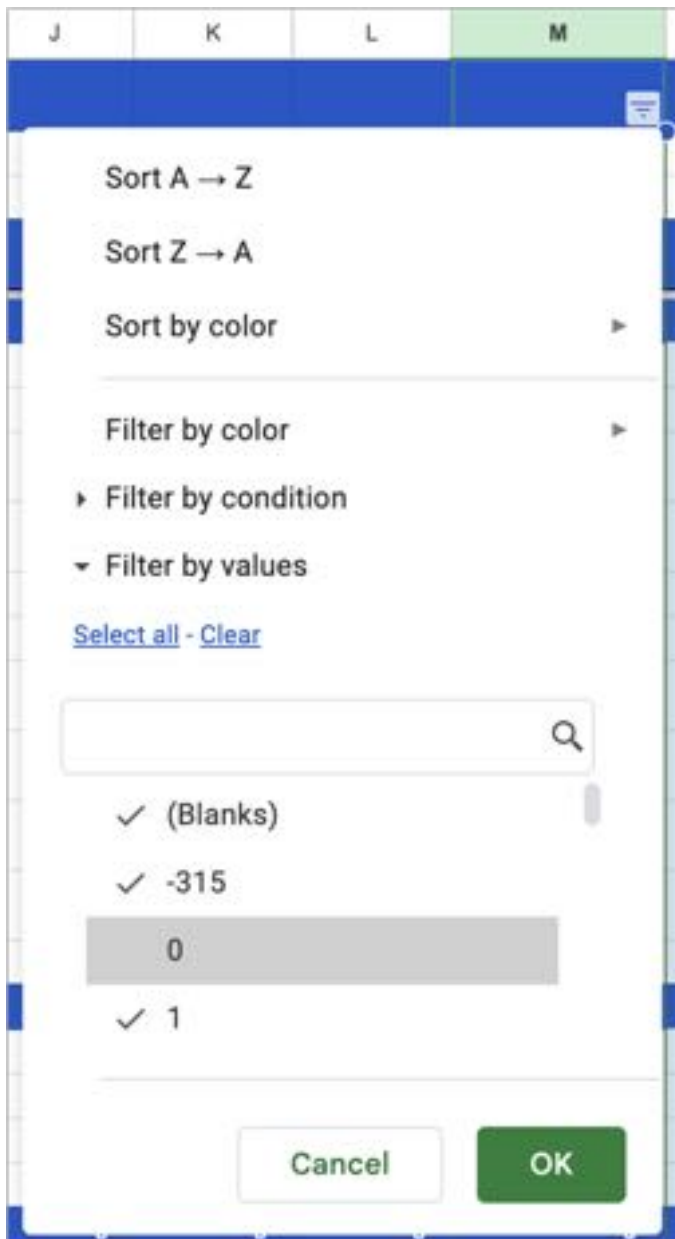 J K L M
Sort A → Z
Sort Z → A
Sort by color
Filter by color
Filter by condition
Filter by values
Select all - Clear
(Blanks)
-315
0
1
Cancel OK